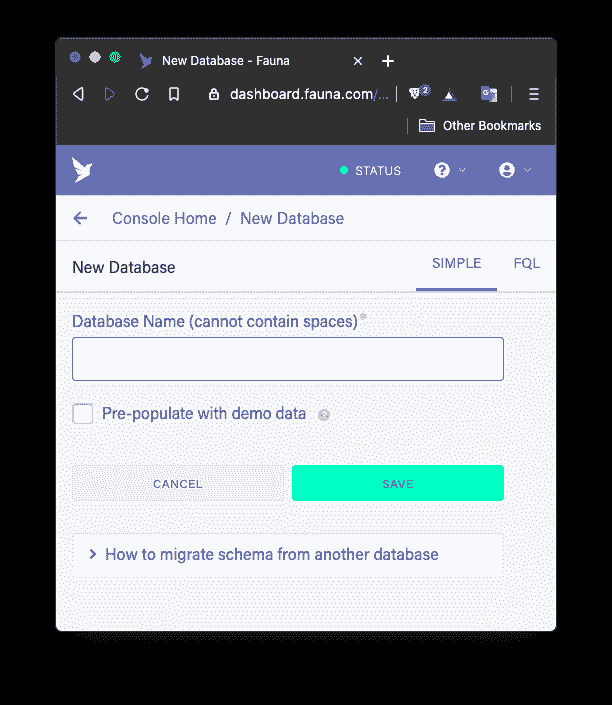 New Database - Fauna
dashboard.fauna.com/...
2
Other Bookmarks
STATUS
Console Home / New Database
New Database
SIMPLE
FQL
Database Name (cannot contain spaces)*
Pre-populate with demo data
CANCEL
SAVE
How to migrate schema from another database